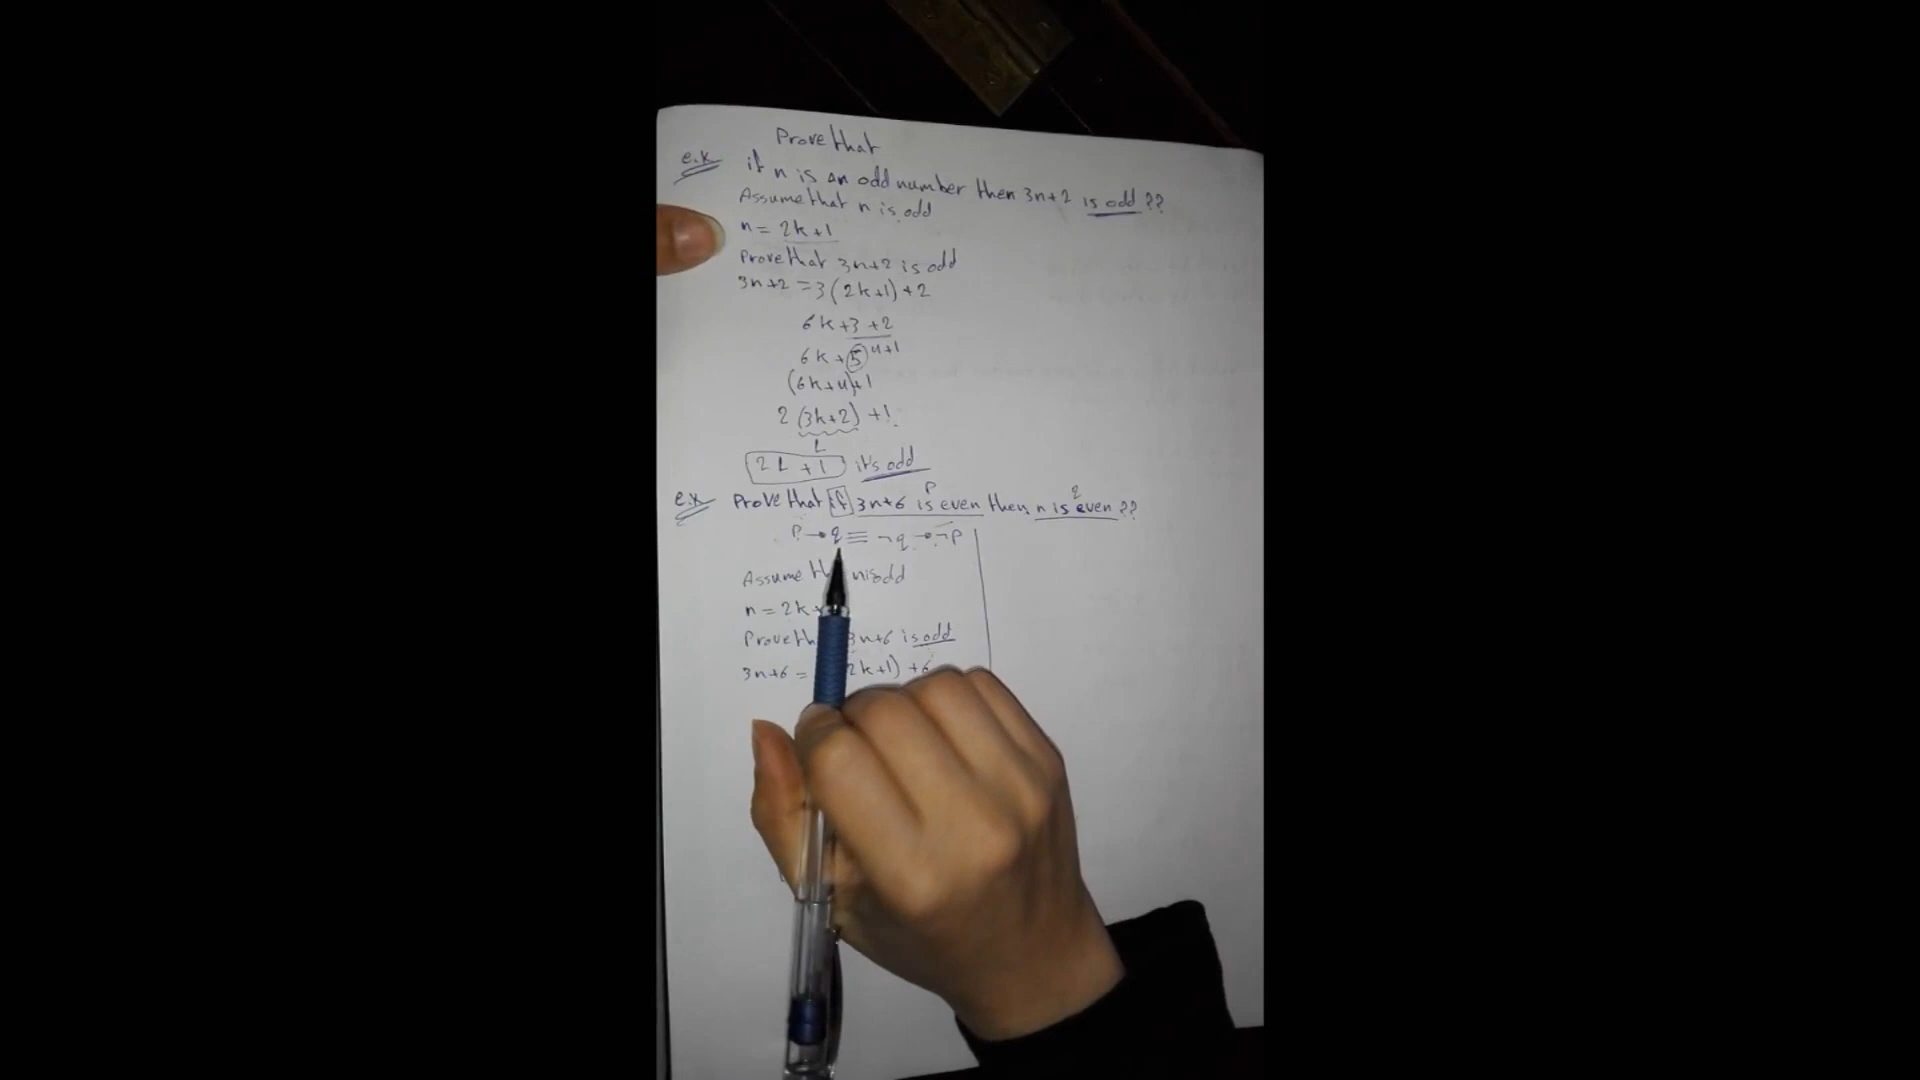 Prove that
e.x if n is an odd number then 3n+2 is odd ??
Assume that n is odd
n = 2k+1
Prove that 3n+2 is odd
3n+2 = 3(2k+1)+2
6k+3+2
6k+5 4+1
(6k+4)+1
2(3k+2)+1
L
2L+1 it's odd
P q
e.x Prove that if 3n+6 is even then n is even ??
P→q ≡ ¬q→¬P
Assume n is odd
n = 2k+
Prove 3n+6 is odd
3n+6 = 2k+1)+6